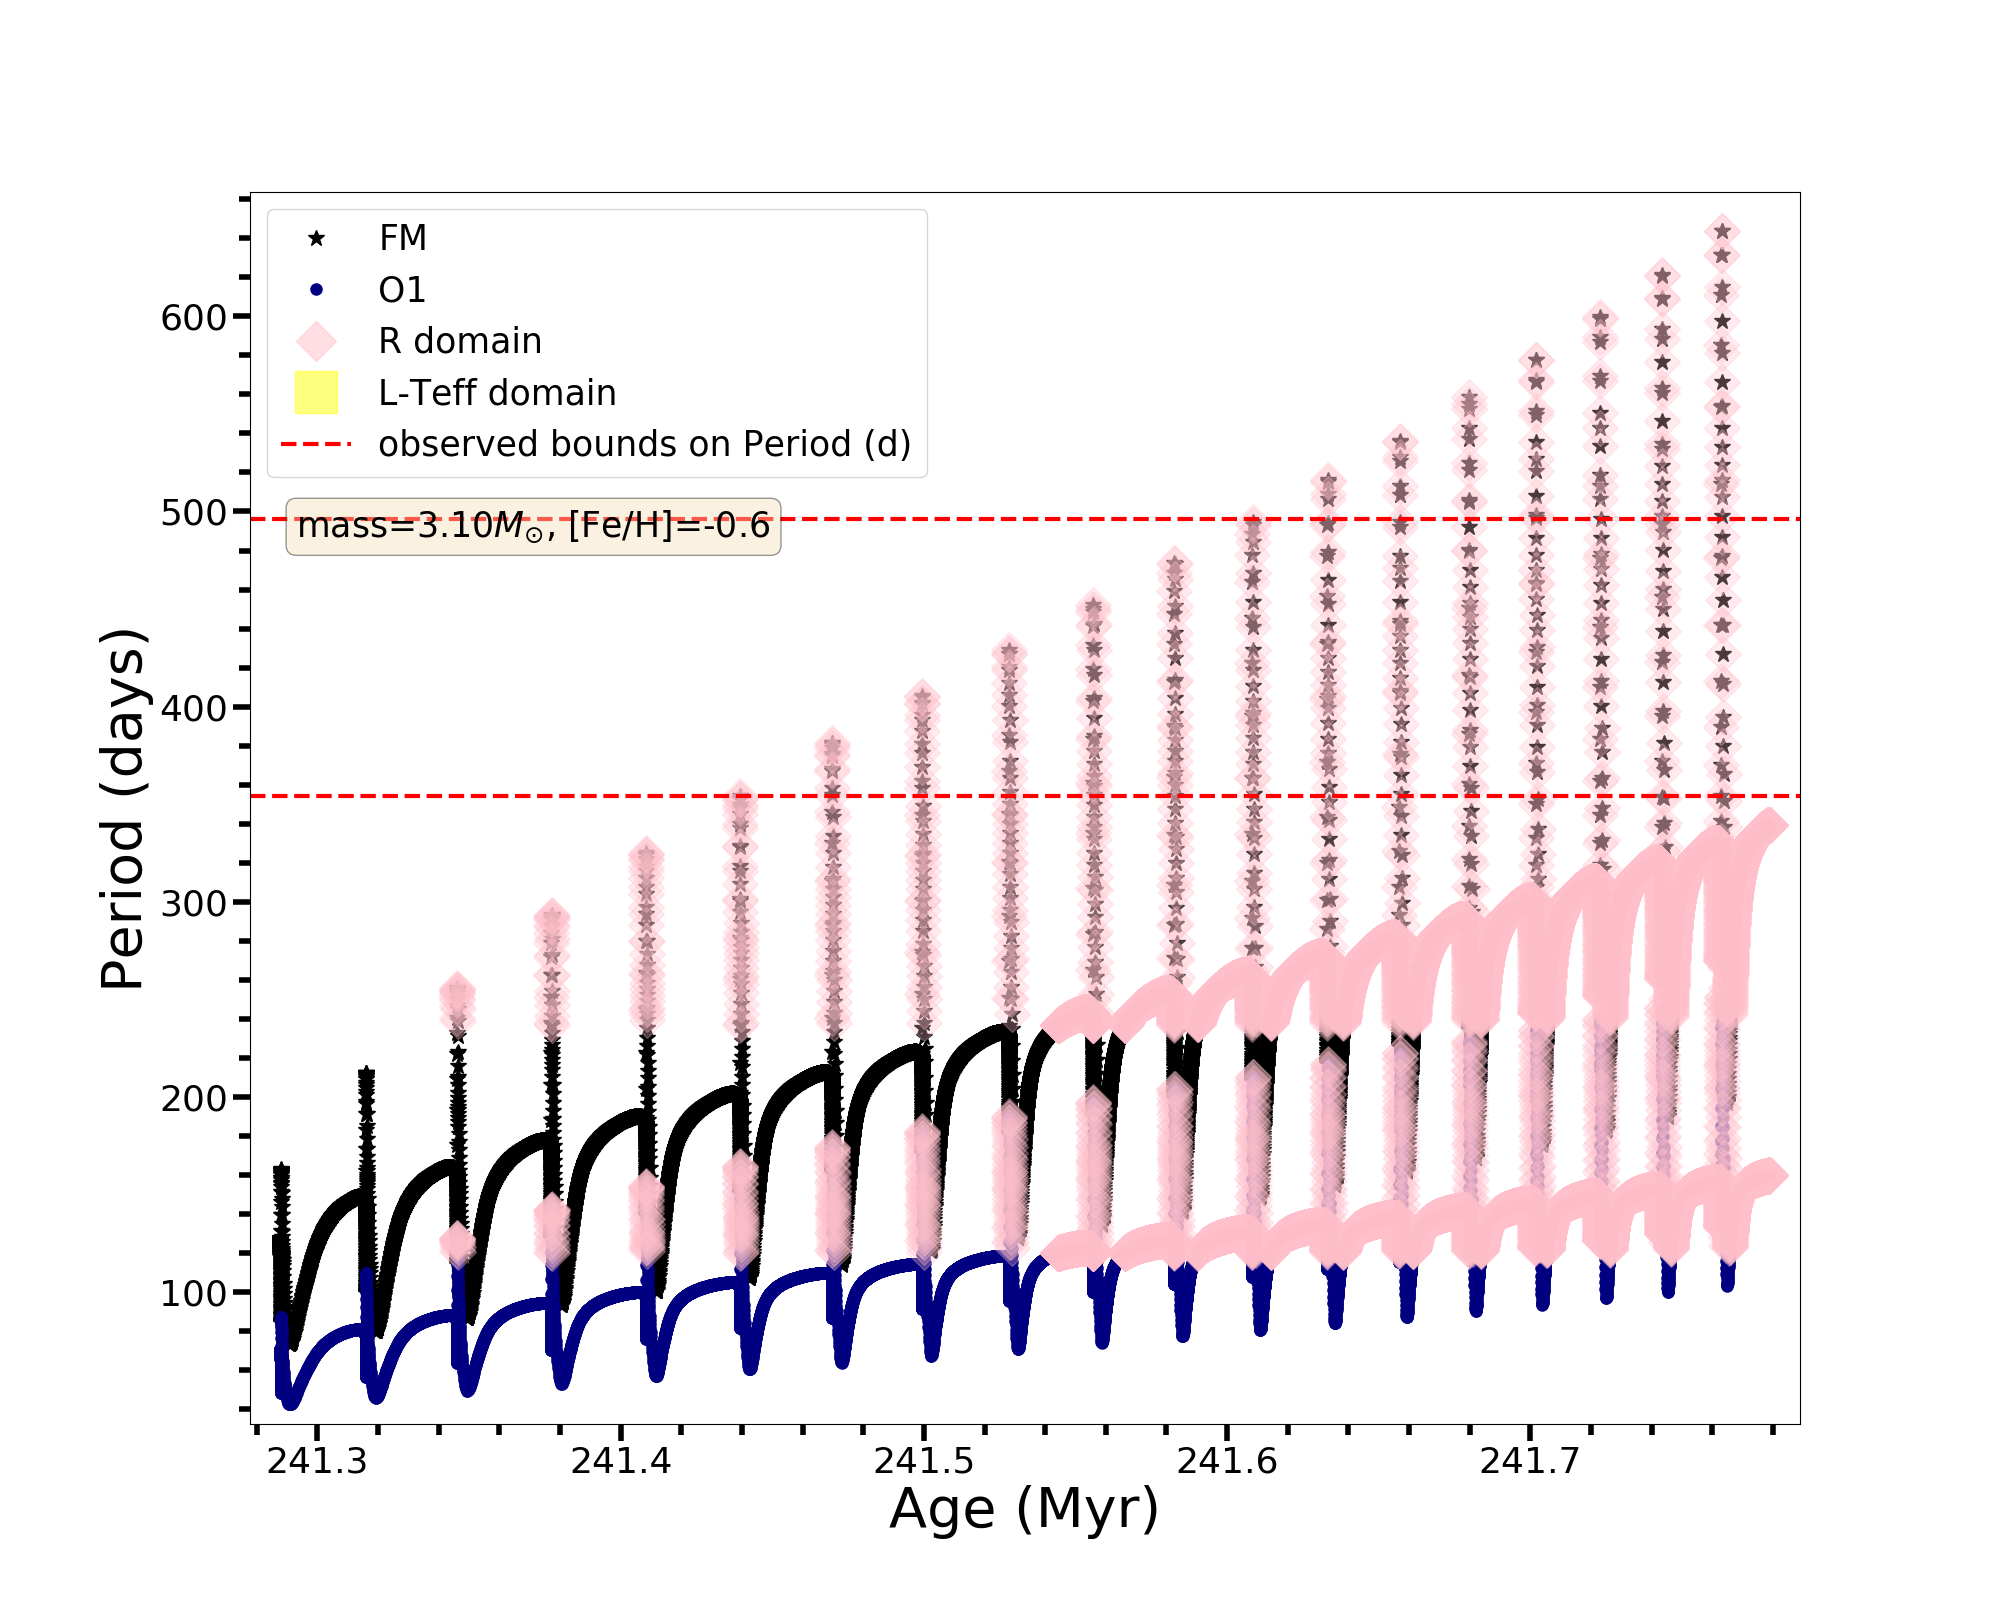 FM
O1
R domain
L-Teff domain
observed bounds on Period (d)
mass=3.10M⊙, [Fe/H]=-0.6
600
500
400
300
200
100
Period (days)
241.3 241.4 241.5 241.6 241.7
Age (Myr)